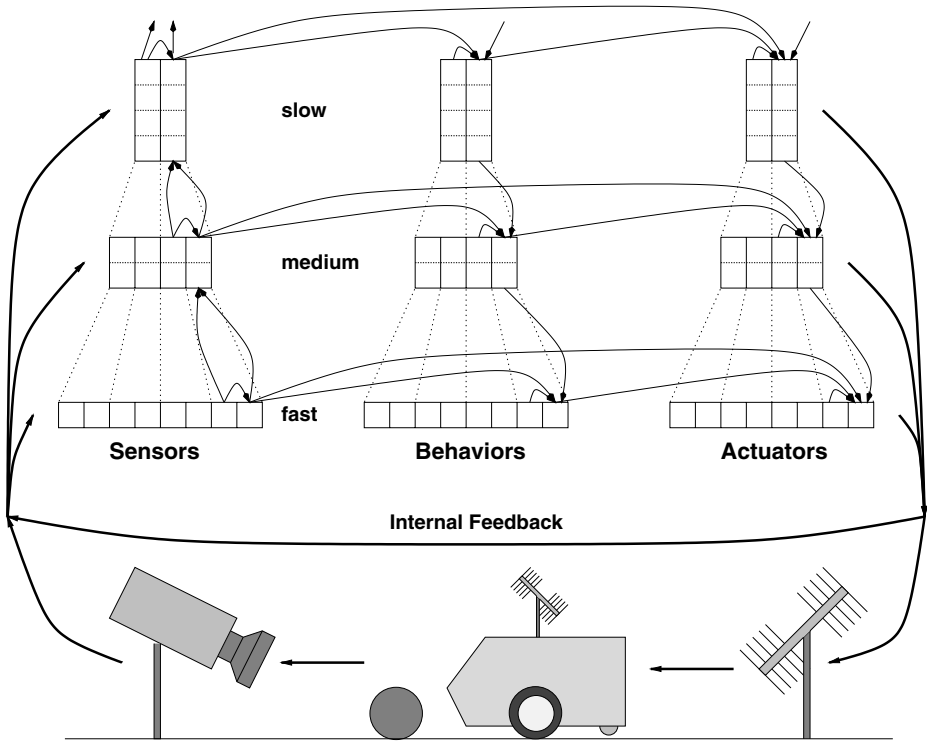 slow
medium
fast
Sensors Behaviors Actuators
Internal Feedback